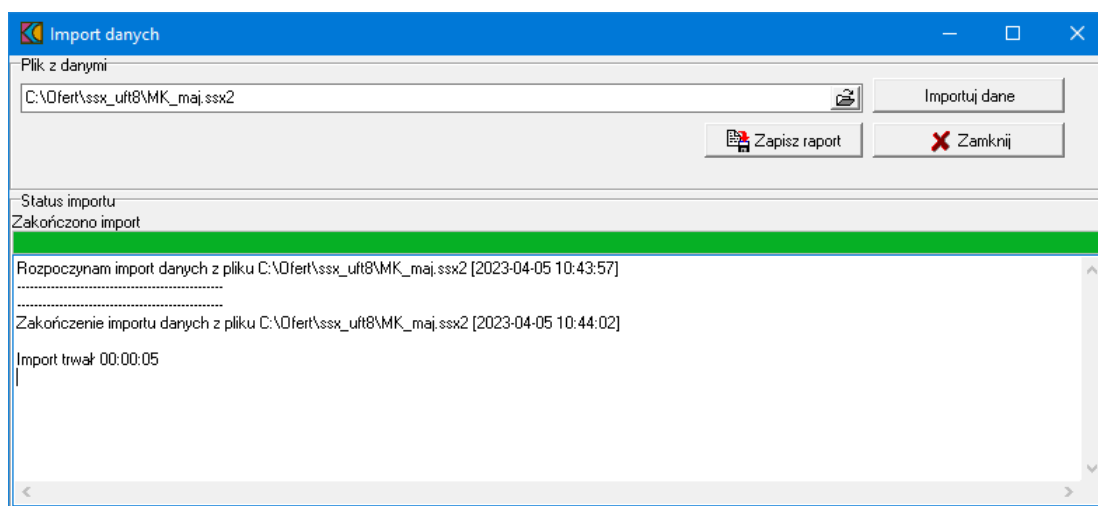 Import danych
Plik z danymi
C:\Ofert\ssx_uft8\MK_maj.ssx2
Importuj dane
Zapisz raport
Zamknij
Status importu
Zakończono import
Rozpoczynam import danych z pliku C:\Ofert\ssx_uft8\MK_maj.ssx2 [2023-04-05 10:43:57]
--------------------------------------------------
--------------------------------------------------
Zakończenie importu danych z pliku C:\Ofert\ssx_uft8\MK_maj.ssx2 [2023-04-05 10:44:02]
Import trwał 00:00:05